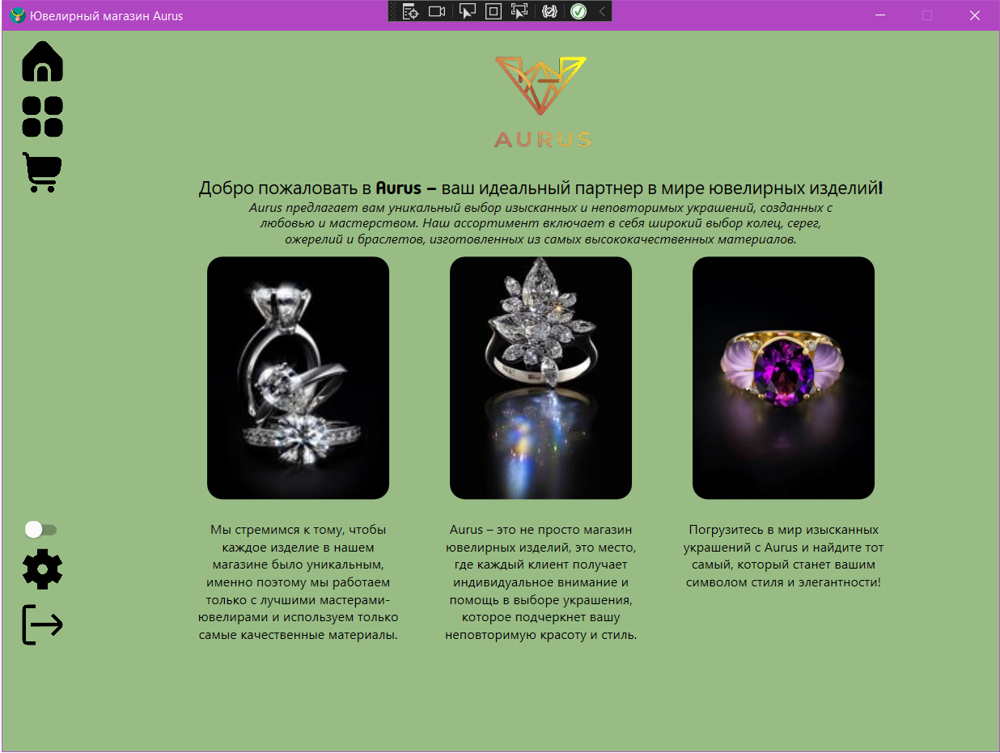 Ювелирный магазин Aurus
AURUS
Добро пожаловать в Aurus – ваш идеальный партнер в мире ювелирных изделий!
Aurus предлагает вам уникальный выбор изысканных и неповторимых украшений, созданных с
любовью и мастерством. Наш ассортимент включает в себя широкий выбор колец, серег,
ожерелий и браслетов, изготовленных из самых высококачественных материалов.
Мы стремимся к тому, чтобы
каждое изделие в нашем
магазине было уникальным,
именно поэтому мы работаем
только с лучшими мастерами-
ювелирами и используем только
самые качественные материалы.
Aurus – это не просто магазин
ювелирных изделий, это место,
где каждый клиент получает
индивидуальное внимание и
помощь в выборе украшения,
которое подчеркнет вашу
неповторимую красоту и стиль.
Погрузитесь в мир изысканных
украшений с Aurus и найдите тот
самый, который станет вашим
символом стиля и элегантности!